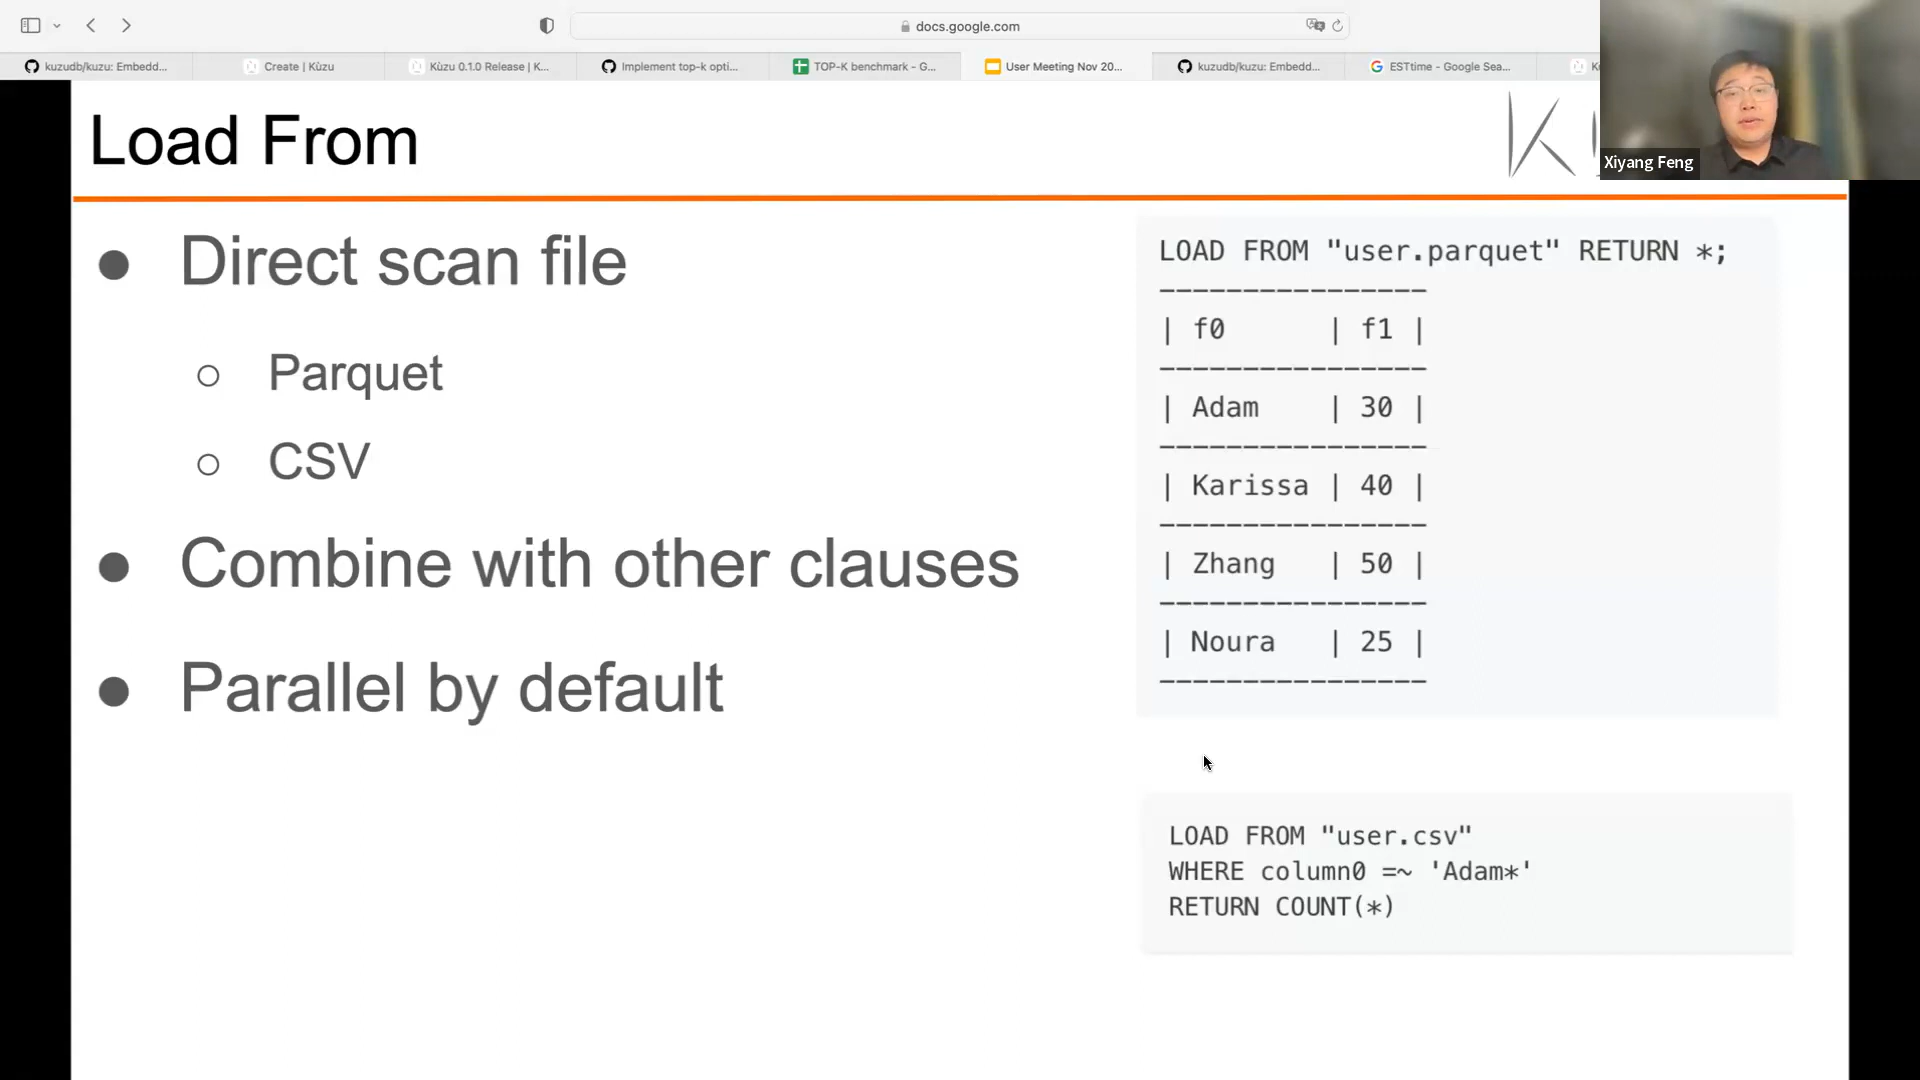 docs.google.com
kuzudb/kuzu: Embedd...
Create | Kùzu
Kùzu 0.1.0 Release | K...
Implement top-k opti...
TOP-K benchmark - G...
User Meeting Nov 20...
kuzudb/kuzu: Embedd...
ESTtime - Google Sea...
Xiyang Feng
Load From
Direct scan file
Parquet
CSV
Combine with other clauses
Parallel by default
LOAD FROM "user.parquet" RETURN *;
---------------
| f0 | f1 |
---------------
| Adam | 30 |
---------------
| Karissa | 40 |
---------------
| Zhang | 50 |
---------------
| Noura | 25 |
---------------
LOAD FROM "user.csv"
WHERE column0 =~ 'Adam*'
RETURN COUNT(*)